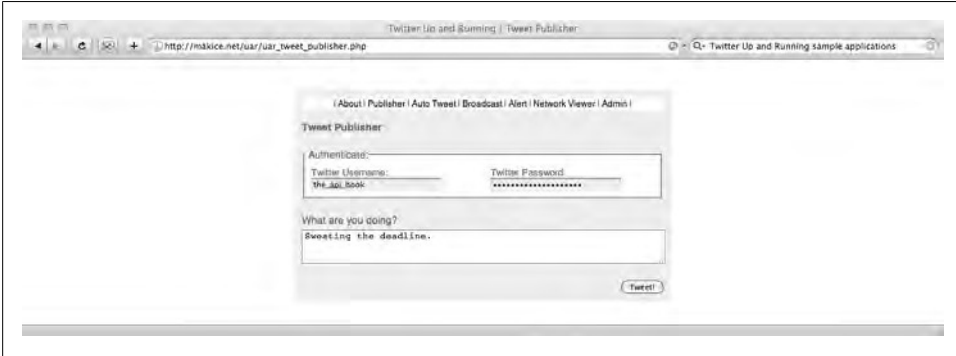 Twitter Up and Running | Tweet Publisher
http://makice.net/uar/uar_tweet_publisher.php
Twitter Up and Running sample applications
| About | Publisher | Auto Tweet | Broadcast | Alert | Network Viewer | Admin |
Tweet Publisher
Authenticate:
Twitter Username: Twitter Password
the_api_book ••••••••••••••••••••
What are you doing?
Sweating the deadline.
Tweet!